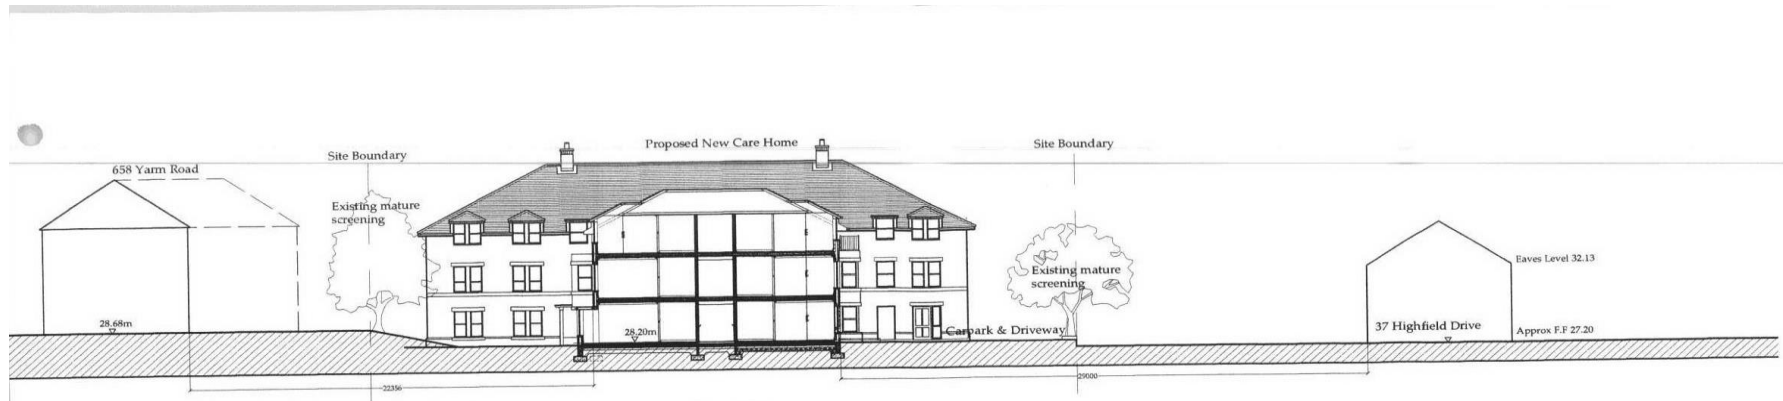 Proposed New Care Home
Site Boundary
Site Boundary
658 Yarm Road
Existing mature
screening
Existing mature
screening
Eaves Level 32.13
28.68m
28.20m
Carpark & Driveway
37 Highfield Drive
Approx F.F 27.20
22356
29000